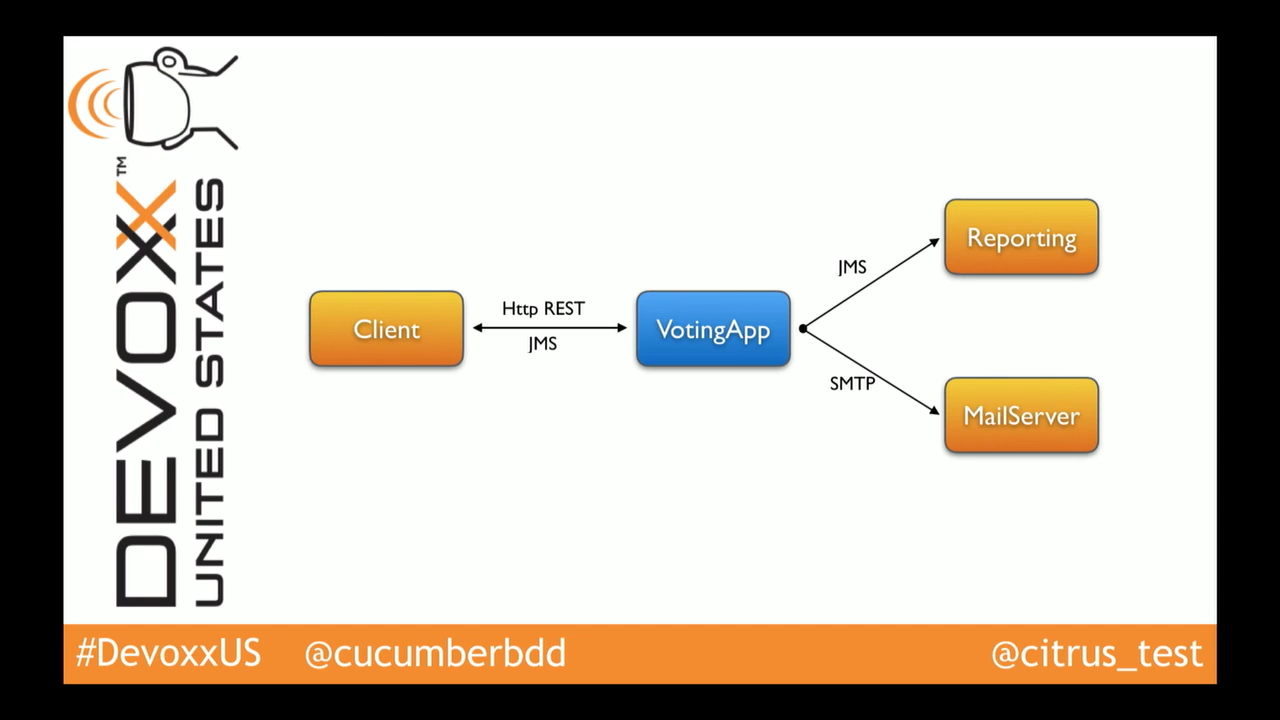 DEVOXX™
UNITED STATES
Client
Http REST
JMS
VotingApp
JMS
SMTP
Reporting
MailServer
#DevoxxUS @cucumberbdd @citrus_test